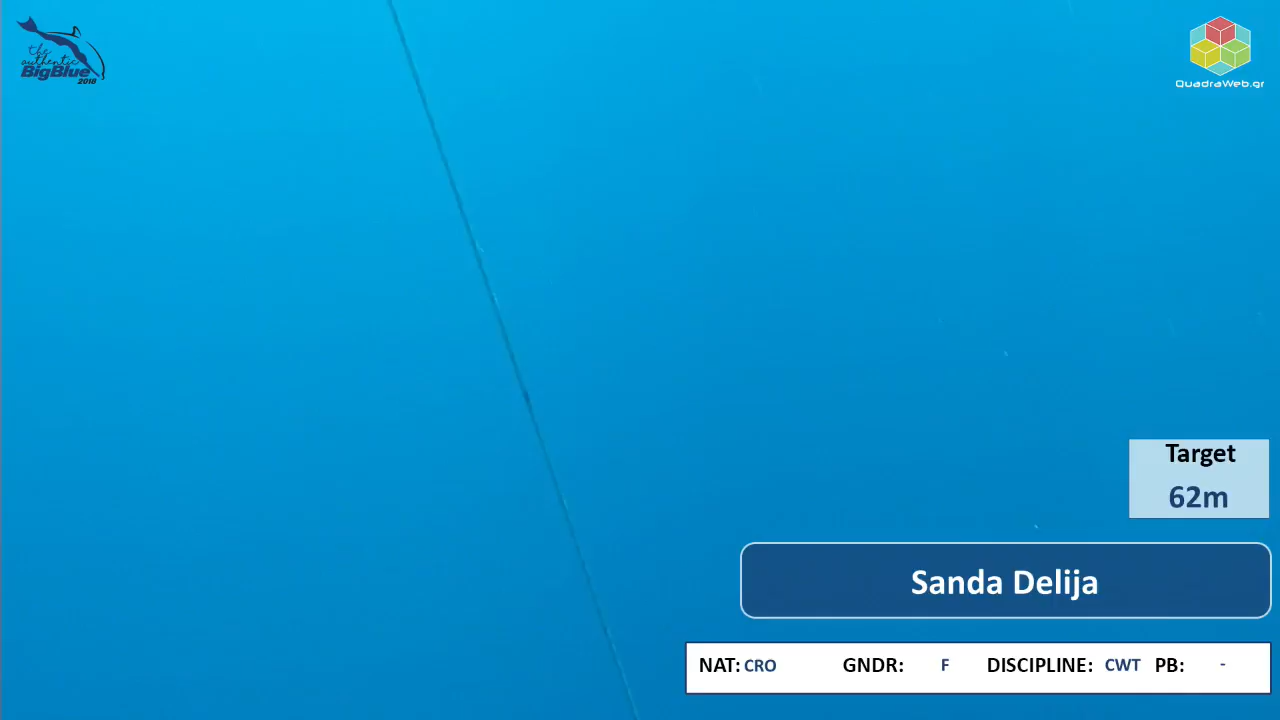 the
authentic
BigBlue
2018
QuadraWeb.gr
Target
62m
Sanda Delija
NAT: CRO GNDR: F DISCIPLINE: CWT PB: -